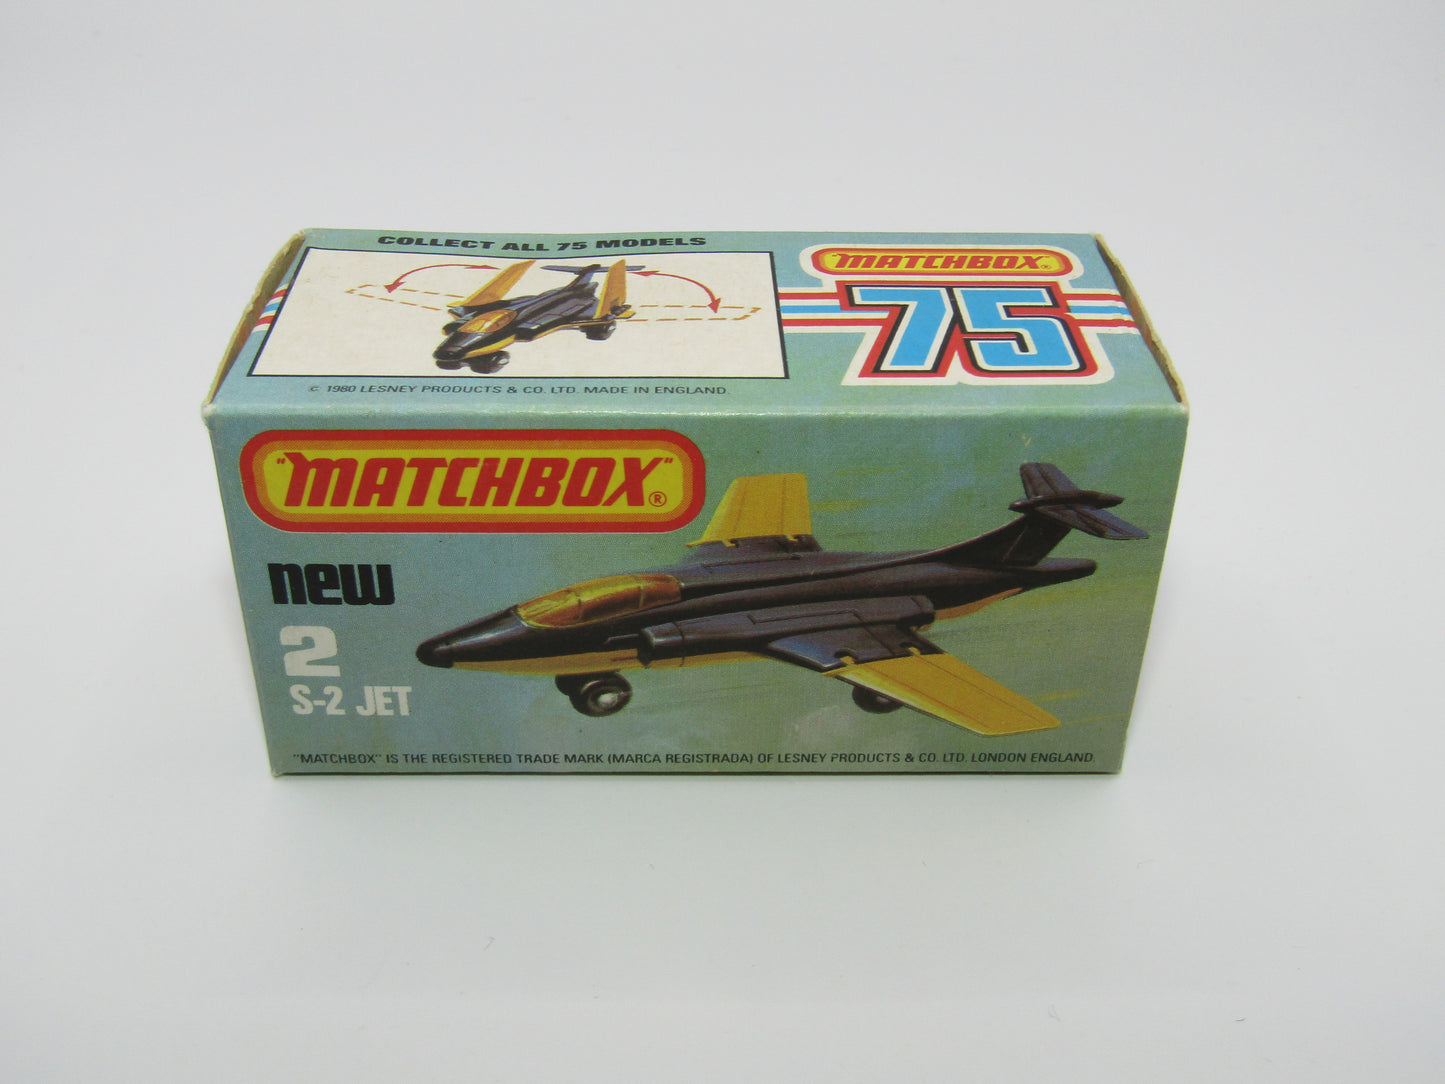 COLLECT ALL 75 MODELS
"MATCHBOX"®
75
© 1980 LESNEY PRODUCTS & CO. LTD. MADE IN ENGLAND.
"MATCHBOX"®
new
2
S-2 JET
"MATCHBOX" IS THE REGISTERED TRADE MARK (MARCA REGISTRADA) OF LESNEY PRODUCTS & CO. LTD. LONDON ENGLAND.